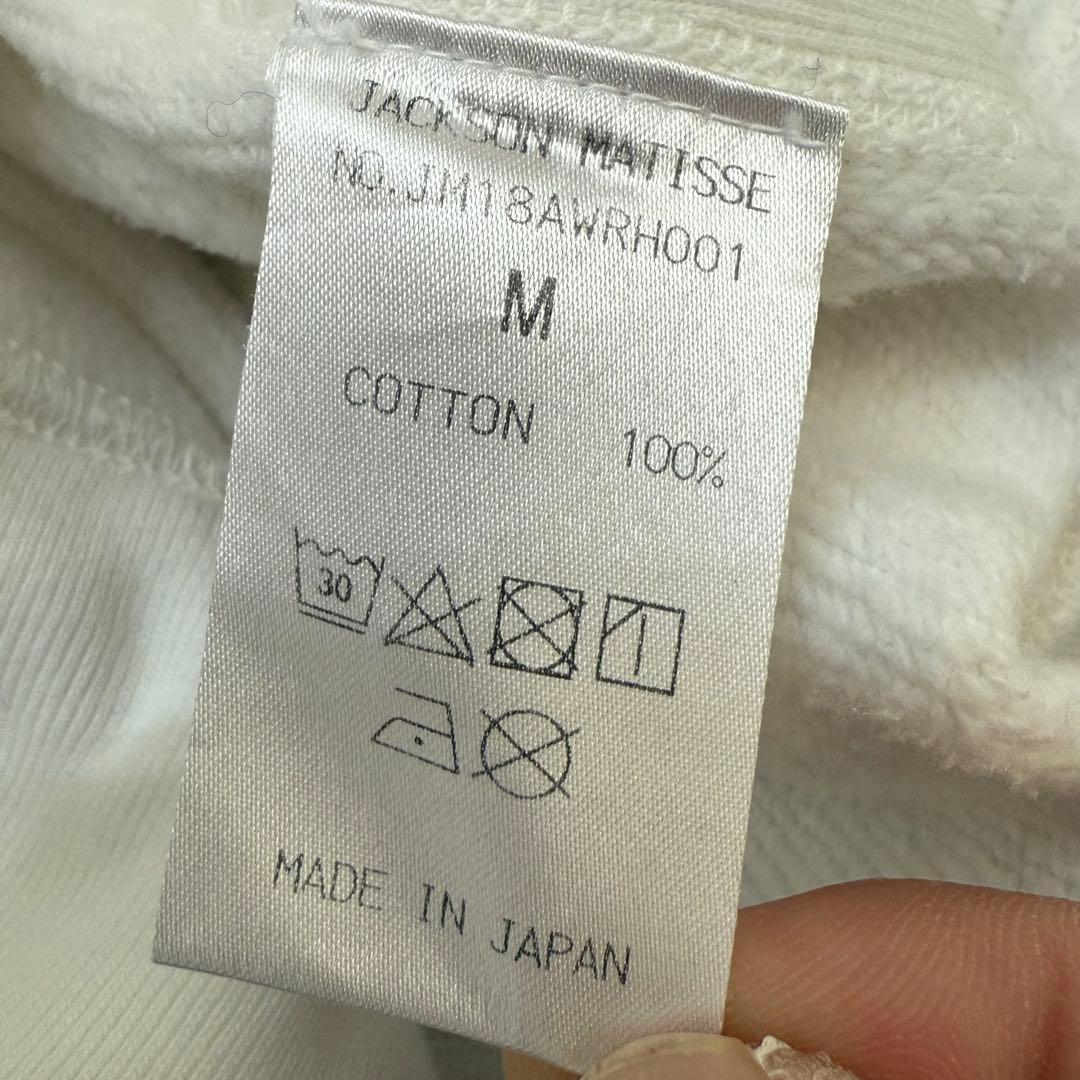 JACKSON MATISSE
NO.JM18AWRH001
M
COTTON 100%
30
MADE IN JAPAN